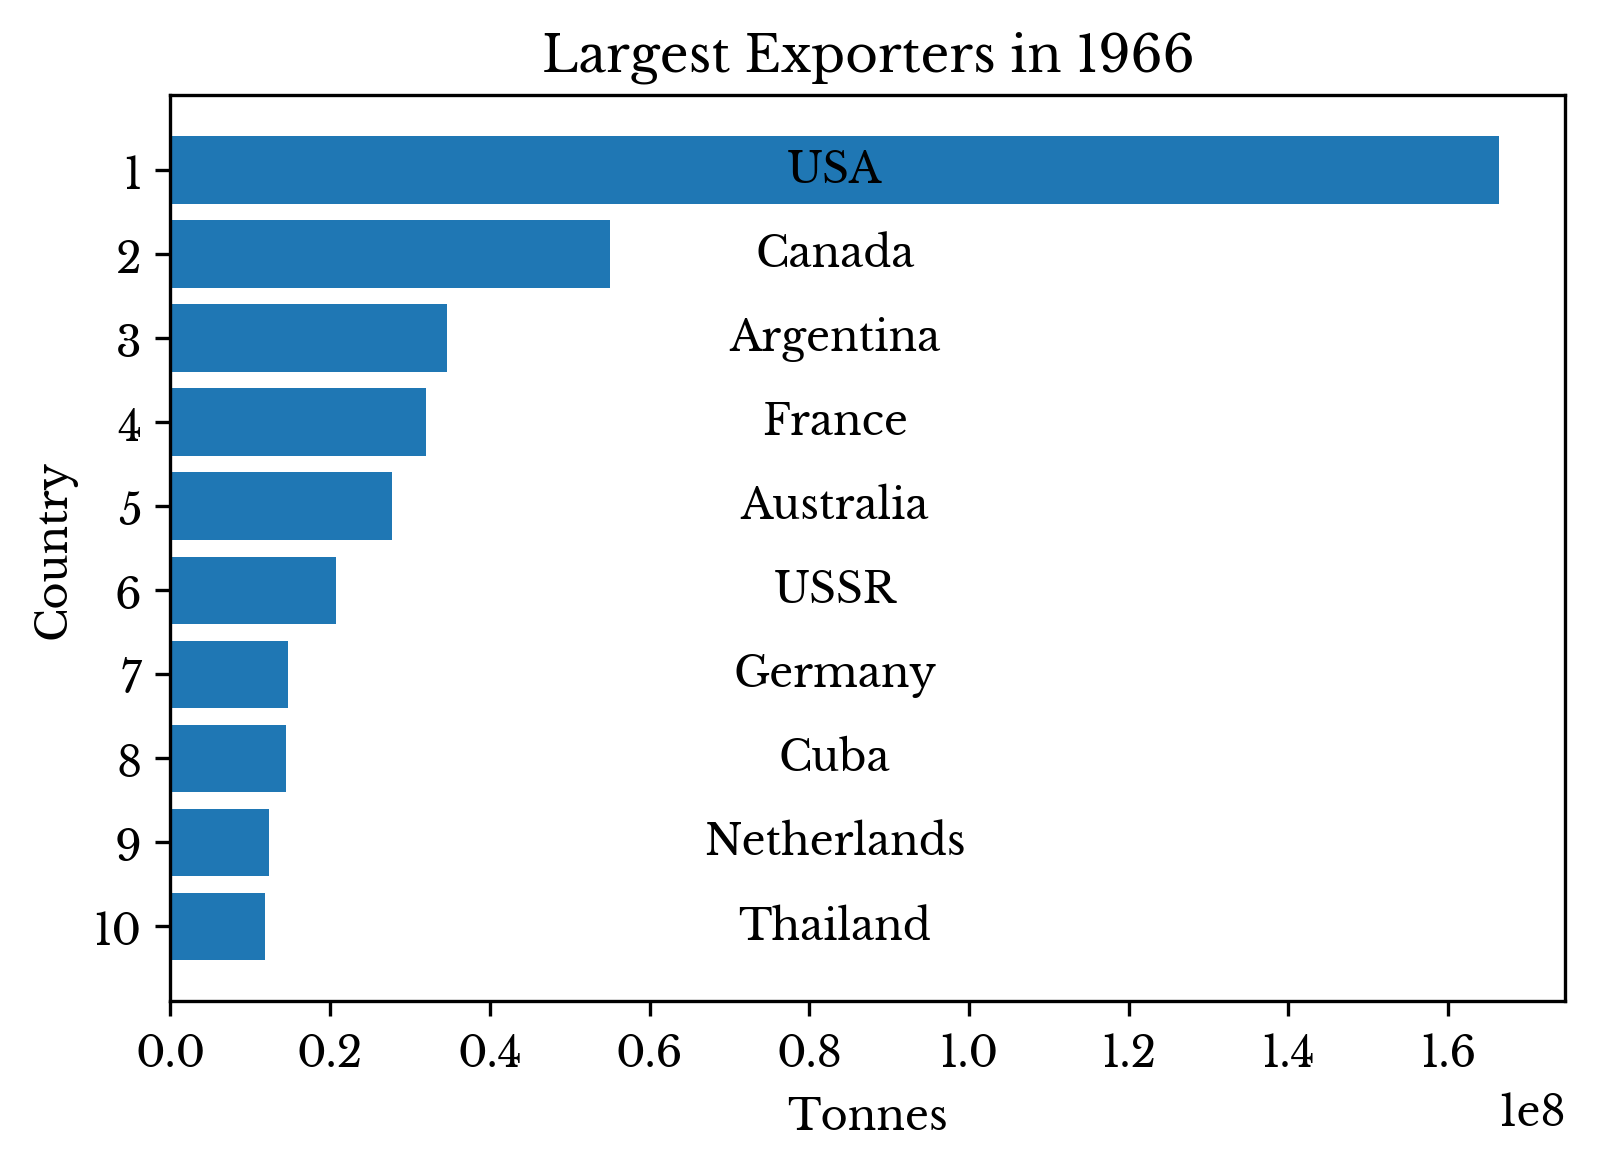 Largest Exporters in 1966
1 USA
2 Canada
3 Argentina
4 France
5 Australia
6 USSR
7 Germany
8 Cuba
9 Netherlands
10 Thailand
Country
0.0 0.2 0.4 0.6 0.8 1.0 1.2 1.4 1.6
Tonnes
1e8